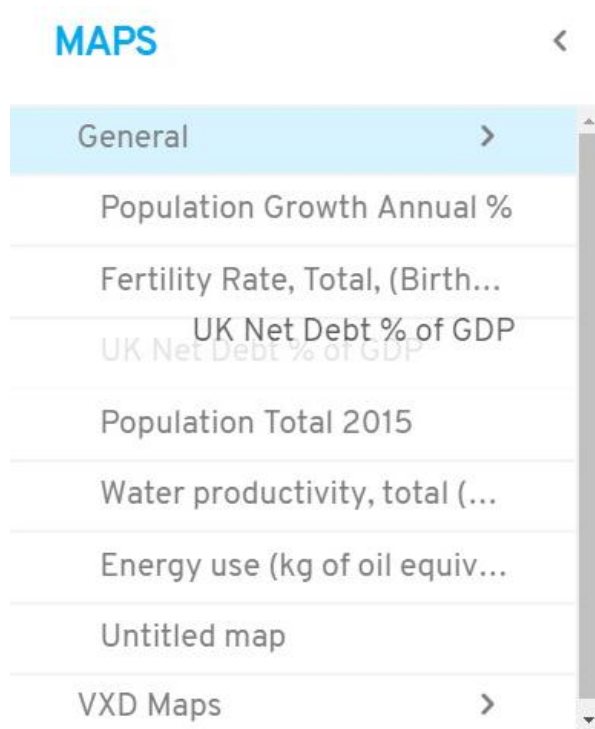 MAPS
General
Population Growth Annual %
Fertility Rate, Total, (Birth...
UK Net Debt % of GDP
UK Net Debt % of GDP
Population Total 2015
Water productivity, total (...
Energy use (kg of oil equiv...
Untitled map
VXD Maps